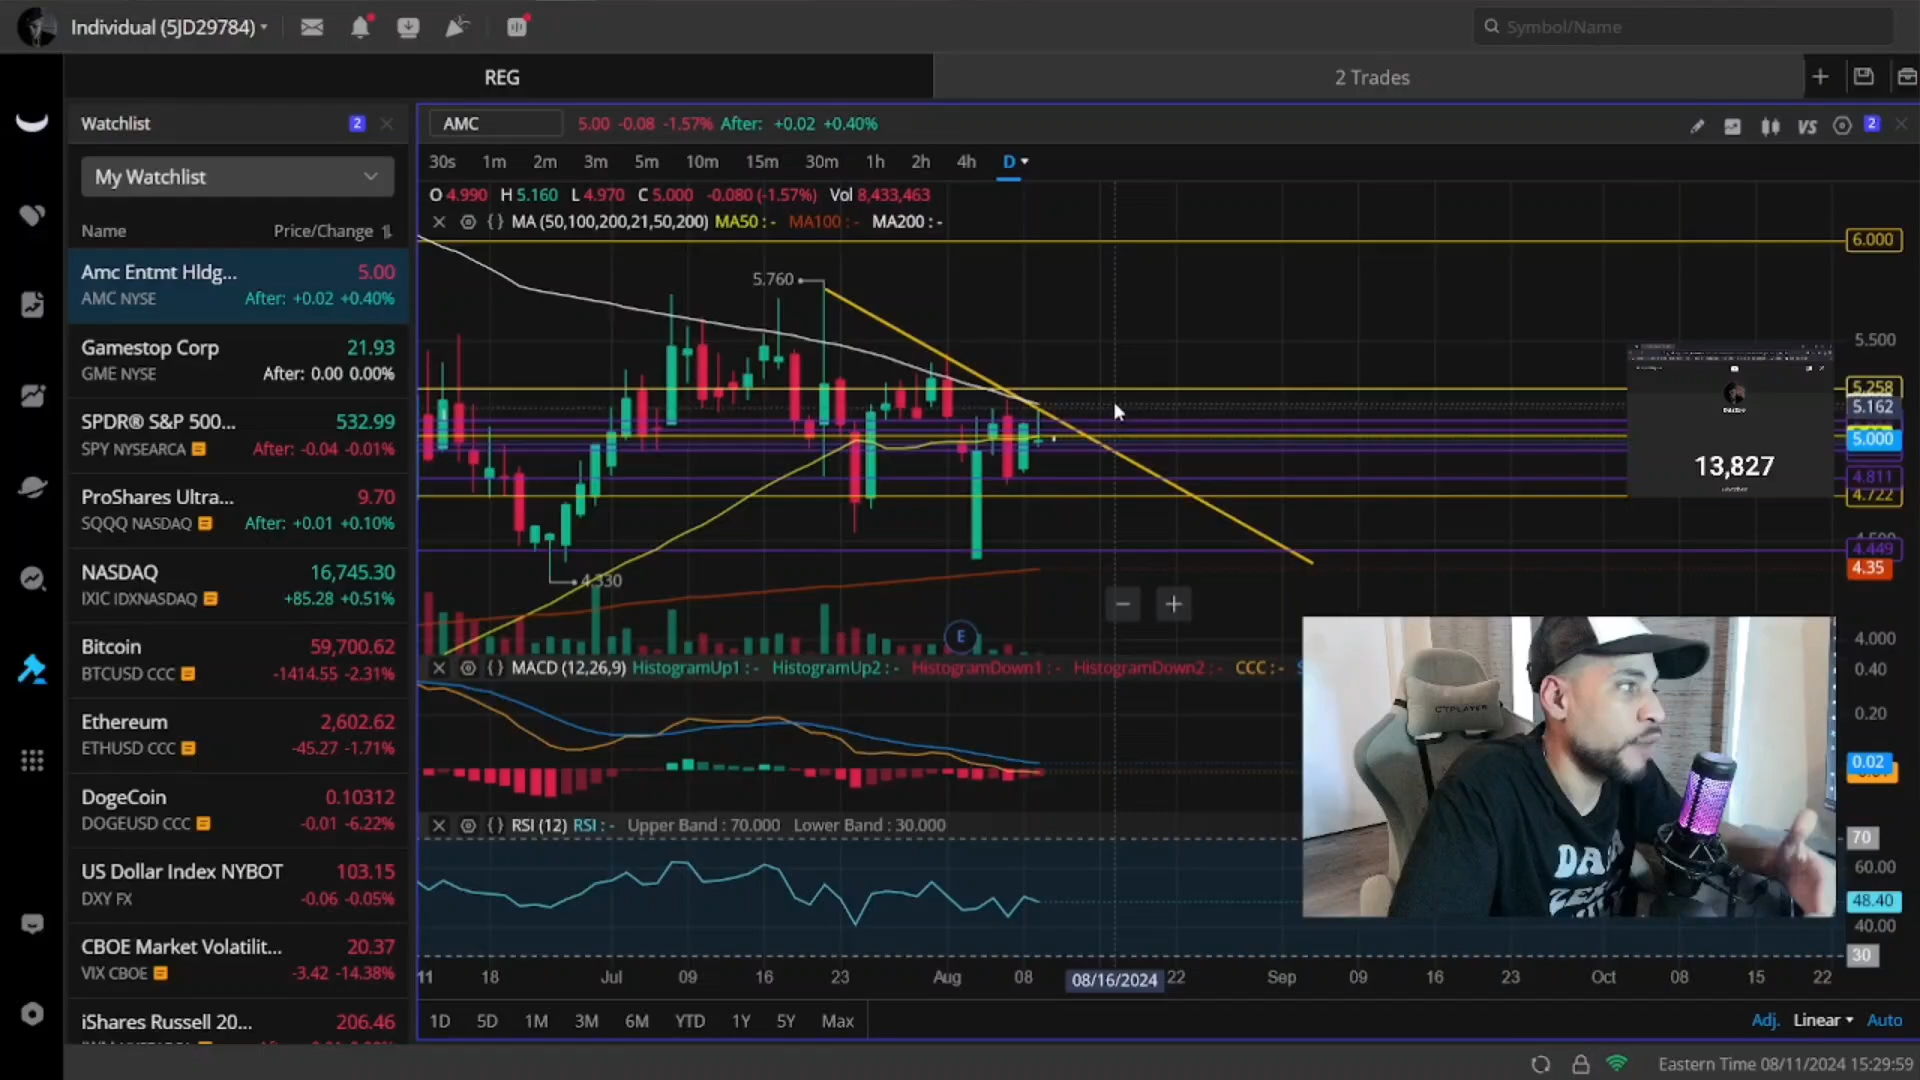 Individual (5JD29784)
Symbol/Name
REG
2 Trades
Watchlist
2
My Watchlist
Name
Price/Change
Amc Entmt Hldg...
5.00
AMC NYSE
After: +0.02 +0.40%
Gamestop Corp
21.93
GME NYSE
After: 0.00 0.00%
SPDR® S&P 500...
532.99
SPY NYSEARCA
After: -0.04 -0.01%
ProShares Ultra...
9.70
SQQQ NASDAQ
After: +0.01 +0.10%
NASDAQ
16,745.30
IXIC IDXNASDAQ
+85.28 +0.51%
Bitcoin
59,700.62
BTCUSD CCC
-1414.55 -2.31%
Ethereum
2,602.62
ETHUSD CCC
-45.27 -1.71%
DogeCoin
0.10312
DOGEUSD CCC
-0.01 -6.22%
US Dollar Index NYBOT
103.15
DXY FX
-0.06 -0.05%
CBOE Market Volatilit...
20.37
VIX CBOE
-3.42 -14.38%
iShares Russell 20...
206.46
AMC
5.00 -0.08 -1.57% After: +0.02 +0.40%
VS
2
30s 1m 2m 3m 5m 10m 15m 30m 1h 2h 4h D
O 4.990 H 5.160 L 4.970 C 5.000 -0.080 (-1.57%) Vol 8,433,463
MA (50,100,200,21,50,200) MA50 : - MA100 : - MA200 : -
6.000
5.760
5.500
5.258
5.162
5.000
4.811
4.722
4.449
4.35
4.330
4.000
13,827
E
MACD (12,26,9) HistogramUp1 : - HistogramUp2 : - HistogramDown1 : - HistogramDown2 : - CCC : -
0.40
0.20
0.02
RSI (12) RSI : - Upper Band : 70.000 Lower Band : 30.000
70
60.00
48.40
40.00
30
CTPLAYER
11 18 Jul 09 16 23 Aug 08 08/16/2024 22 Sep 09 16 23 Oct 08 15 22
1D 5D 1M 3M 6M YTD 1Y 5Y Max
Adj. Linear Auto
Eastern Time 08/11/2024 15:29:59